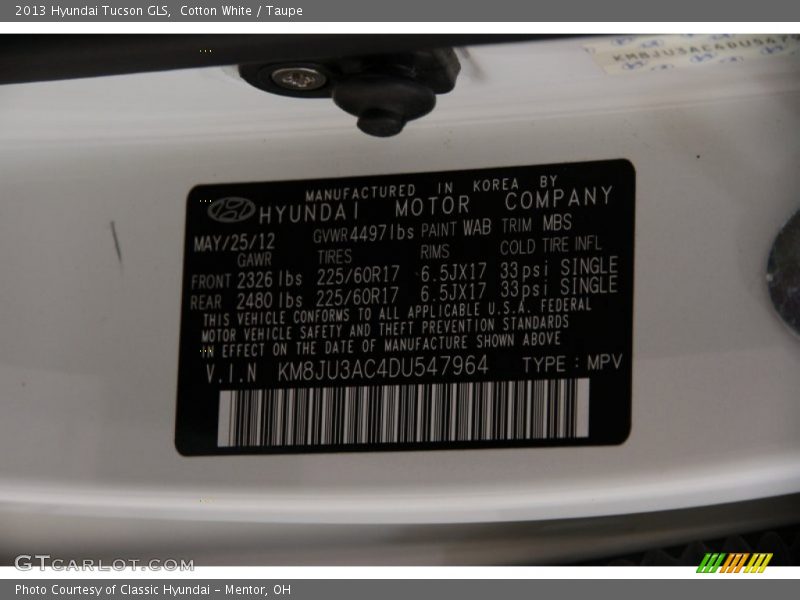 2013 Hyundai Tucson GLS,  Cotton White / Taupe
MANUFACTURED IN KOREA BY
HYUNDAI MOTOR COMPANY
MAY/25/12 GVWR 4497lbs PAINT WAB TRIM MBS
GAWR TIRES RIMS COLD TIRE INFL
FRONT 2326 lbs 225/60R17 6.5JX17 33psi SINGLE
REAR 2480 lbs 225/60R17 6.5JX17 33psi SINGLE
THIS VEHICLE CONFORMS TO ALL APPLICABLE U.S.A. FEDERAL
MOTOR VEHICLE SAFETY AND THEFT PREVENTION STANDARDS
IN EFFECT ON THE DATE OF MANUFACTURE SHOWN ABOVE
V.I.N KM8JU3AC4DU547964 TYPE : MPV
GTCARLOT.COM
Photo Courtesy of Classic Hyundai - Mentor, OH